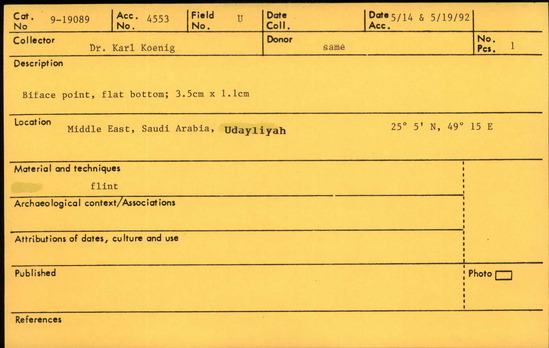 Cat. No 9-19089 Acc. No. 4553 Field No. U Date Coll. Date Acc. 5/14 & 5/19/92
Collector Dr. Karl Koenig Donor same No. Pcs. 1
Description
Biface point, flat bottom; 3.5cm x 1.1cm
Location Middle East, Saudi Arabia, Udayliyah 25° 5' N, 49° 15 E
Material and techniques
flint
Archaeological context/Associations
Attributions of dates, culture and use
Published Photo
References